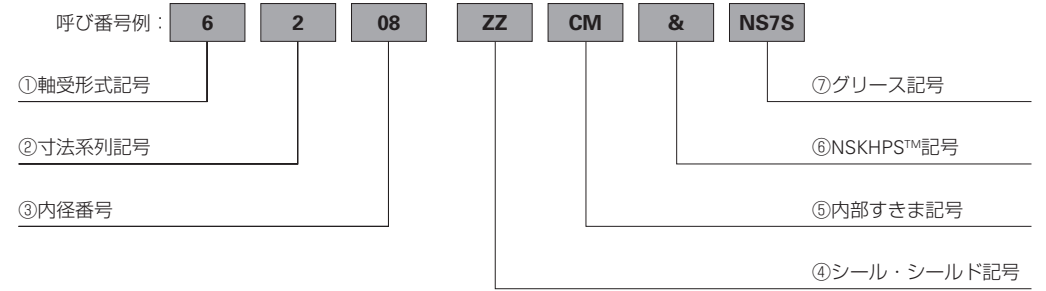 呼び番号例： 6 2 08 ZZ CM & NS7S
①軸受形式記号
⑦グリース記号
②寸法系列記号
⑥NSKHPS™記号
③内径番号
⑤内部すきま記号
④シール・シールド記号